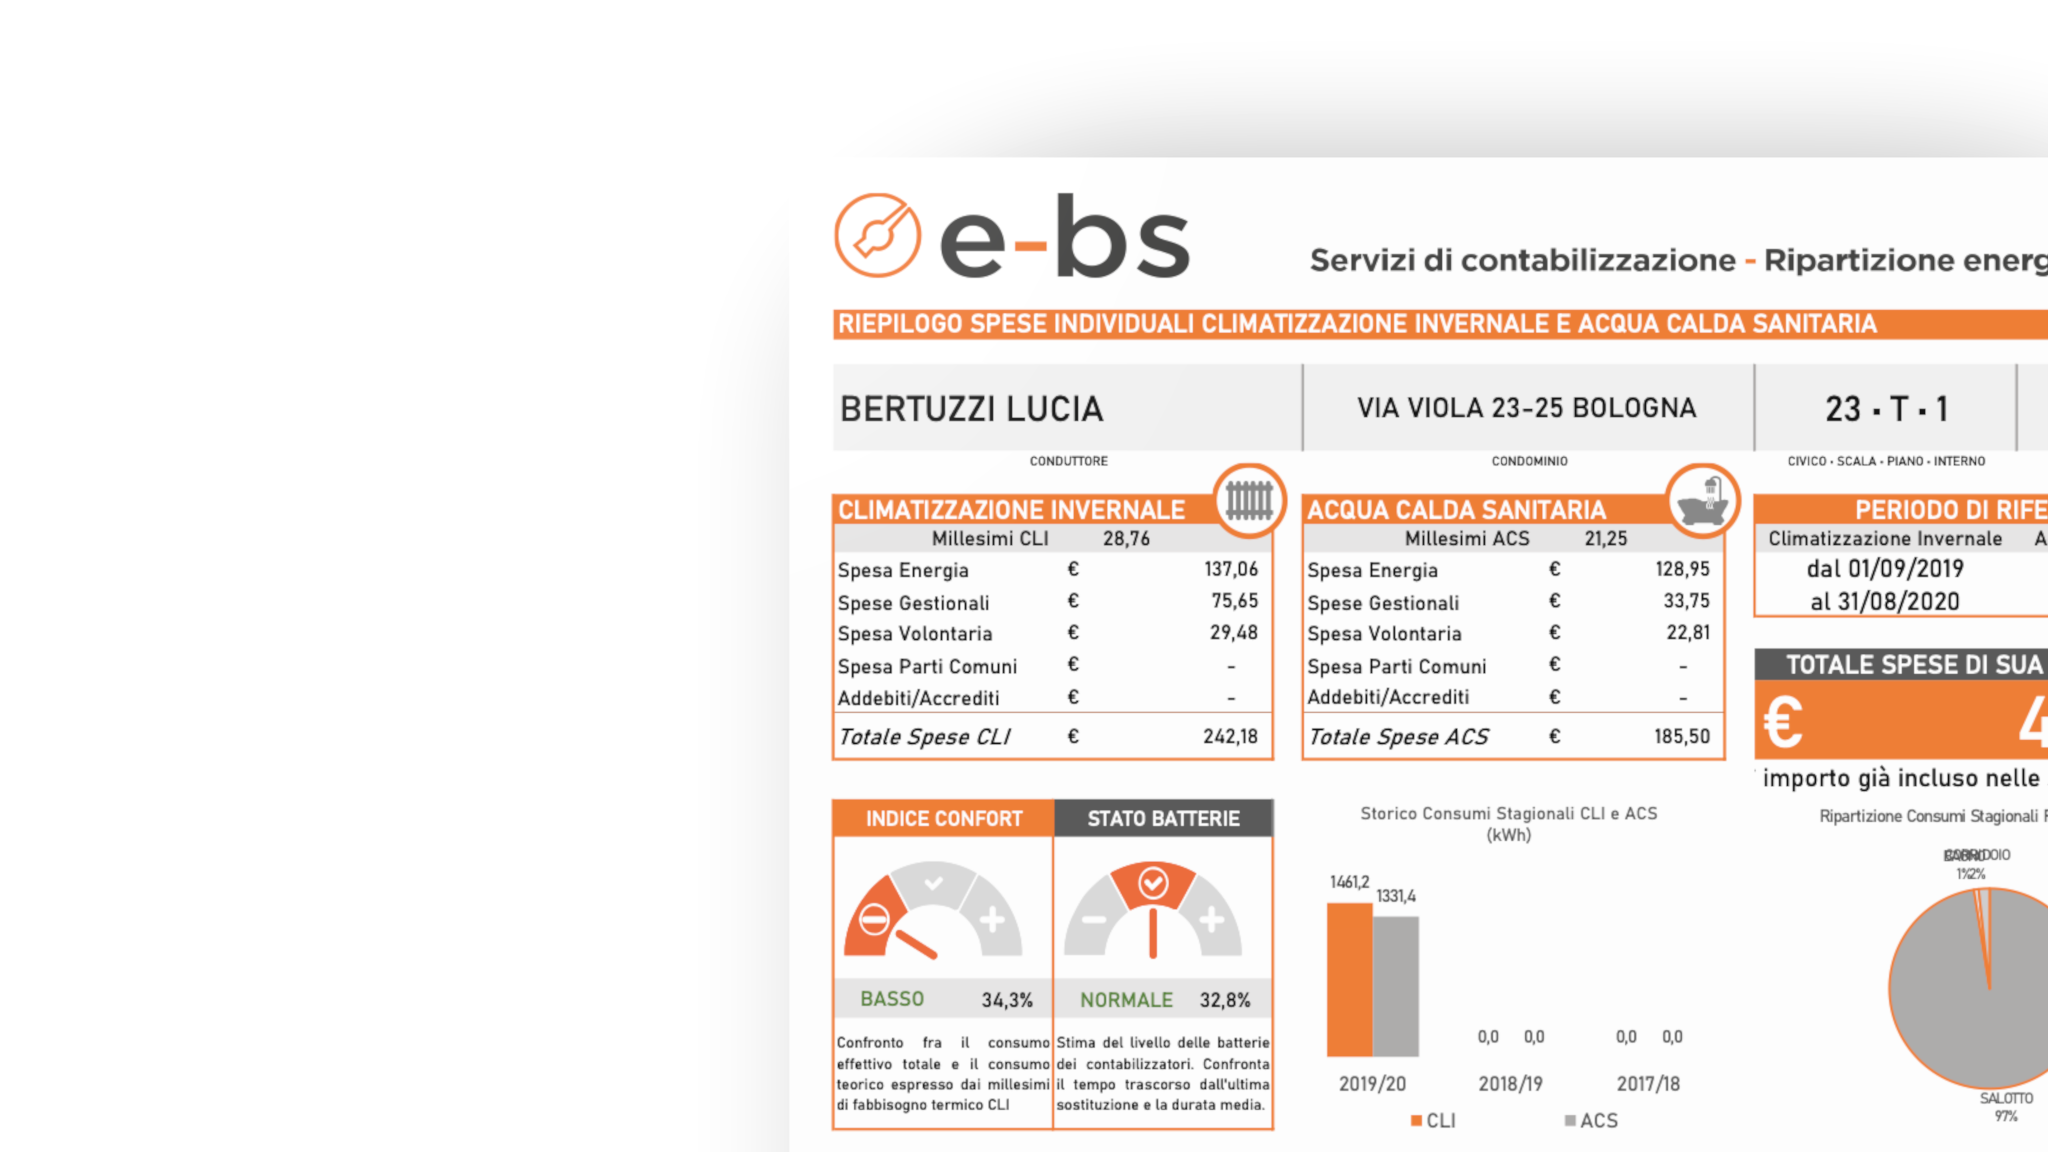 e-bs
Servizi di contabilizzazione - Ripartizione energ
RIEPILOGO SPESE INDIVIDUALI CLIMATIZZAZIONE INVERNALE E ACQUA CALDA SANITARIA
BERTUZZI LUCIA
VIA VIOLA 23-25 BOLOGNA
23 · T · 1
CONDUTTORE
CONDOMINIO
CIVICO · SCALA · PIANO · INTERNO
CLIMATIZZAZIONE INVERNALE
Millesimi CLI 28,76
Spesa Energia € 137,06
Spese Gestionali € 75,65
Spesa Volontaria € 29,48
Spesa Parti Comuni € -
Addebiti/Accrediti € -
Totale Spese CLI € 242,18
ACQUA CALDA SANITARIA
Millesimi ACS 21,25
Spesa Energia € 128,95
Spese Gestionali € 33,75
Spesa Volontaria € 22,81
Spesa Parti Comuni € -
Addebiti/Accrediti € -
Totale Spese ACS € 185,50
PERIODO DI RIFE
Climatizzazione Invernale A
dal 01/09/2019
al 31/08/2020
TOTALE SPESE DI SUA
€ 4
importo già incluso nelle
INDICE CONFORT
BASSO 34,3%
Confronto fra il consumo
effettivo totale e il consumo
teorico espresso dai millesimi
di fabbisogno termico CLI
STATO BATTERIE
NORMALE 32,8%
Stima del livello delle batterie
dei contabilizzatori. Confronta
il tempo trascorso dall'ultima
sostituzione e la durata media.
Storico Consumi Stagionali CLI e ACS
(kWh)
1461,2
1331,4
0,0 0,0 0,0 0,0
2019/20 2018/19 2017/18
CLI ACS
Ripartizione Consumi Stagionali
CORRIDOIO
1% 2%
SALOTTO
97%